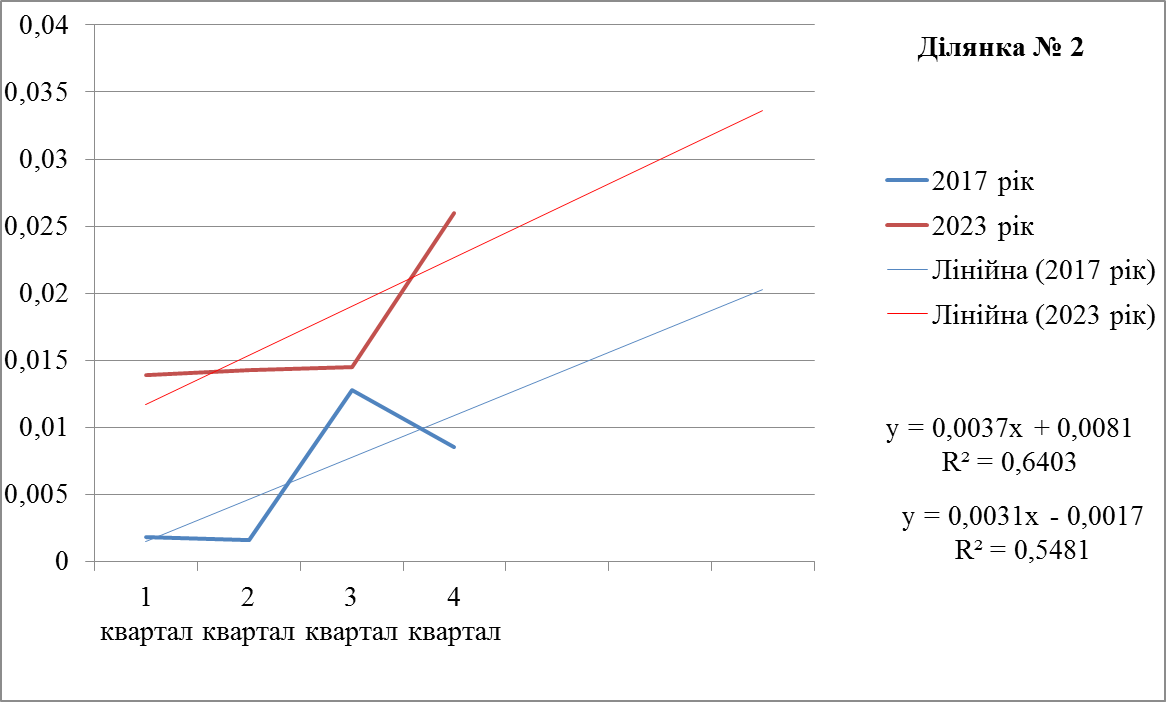 Ділянка № 2
0,04
0,035
0,03
0,025
0,02
0,015
0,01
0,005
0
1 квартал
2 квартал
3 квартал
4 квартал
2017 рік
2023 рік
Лінійна (2017 рік)
Лінійна (2023 рік)
y = 0,0037x + 0,0081
R² = 0,6403
y = 0,0031x - 0,0017
R² = 0,5481